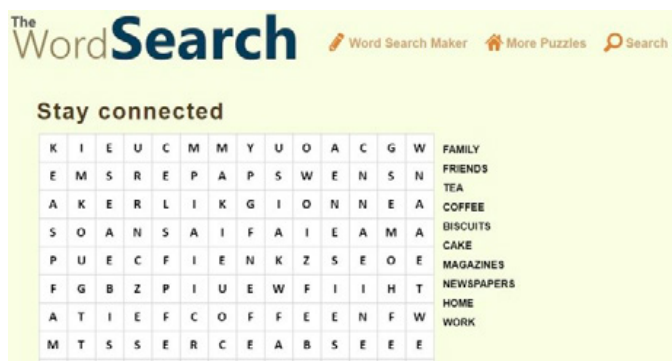 The
WordSearch
Word Search Maker More Puzzles Search
Stay connected
K I E U C M M Y U O A C G W
E M S R E P A P S W E N S N
A K E R L I K G I O N N E A
S O A N S A I F A I E A M A
P U E C F I E N K Z S E O E
F G B Z P I U E W F I I H T
A T I E F C O F F E E N F W
M T S S E R C E A B S E E E
FAMILY
FRIENDS
TEA
COFFEE
BISCUITS
CAKE
MAGAZINES
NEWSPAPERS
HOME
WORK